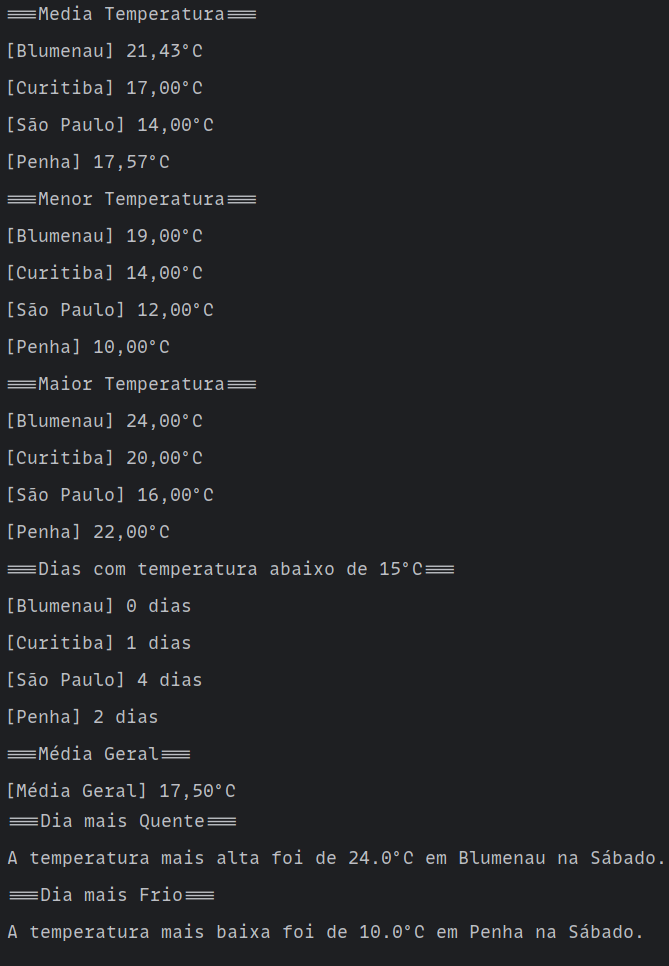 ===Media Temperatura===
[Blumenau] 21,43°C
[Curitiba] 17,00°C
[São Paulo] 14,00°C
[Penha] 17,57°C
===Menor Temperatura===
[Blumenau] 19,00°C
[Curitiba] 14,00°C
[São Paulo] 12,00°C
[Penha] 10,00°C
===Maior Temperatura===
[Blumenau] 24,00°C
[Curitiba] 20,00°C
[São Paulo] 16,00°C
[Penha] 22,00°C
===Dias com temperatura abaixo de 15°C===
[Blumenau] 0 dias
[Curitiba] 1 dias
[São Paulo] 4 dias
[Penha] 2 dias
===Média Geral===
[Média Geral] 17,50°C
===Dia mais Quente===
A temperatura mais alta foi de 24.0°C em Blumenau na Sábado.
===Dia mais Frio===
A temperatura mais baixa foi de 10.0°C em Penha na Sábado.